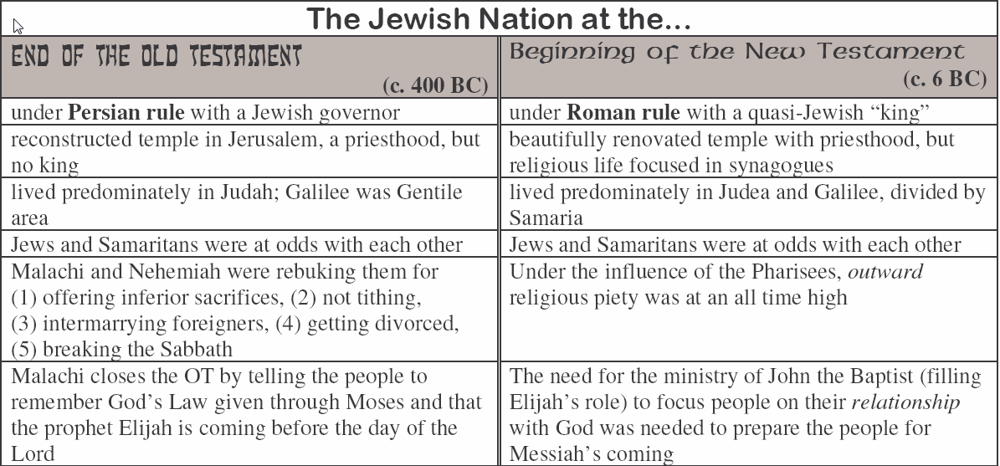 The Jewish Nation at the...
END OF THE OLD TESTAMENT
(c. 400 BC)
Beginning of the New Testament
(c. 6 BC)
under Persian rule with a Jewish governor
under Roman rule with a quasi-Jewish “king”
reconstructed temple in Jerusalem, a priesthood, but
no king
beautifully renovated temple with priesthood, but
religious life focused in synagogues
lived predominately in Judah; Galilee was Gentile
area
lived predominately in Judea and Galilee, divided by
Samaria
Jews and Samaritans were at odds with each other
Jews and Samaritans were at odds with each other
Malachi and Nehemiah were rebuking them for
(1) offering inferior sacrifices, (2) not tithing,
(3) intermarrying foreigners, (4) getting divorced,
(5) breaking the Sabbath
Under the influence of the Pharisees, outward
religious piety was at an all time high
Malachi closes the OT by telling the people to
remember God’s Law given through Moses and that
the prophet Elijah is coming before the day of the
Lord
The need for the ministry of John the Baptist (filling
Elijah’s role) to focus people on their relationship
with God was needed to prepare the people for
Messiah’s coming